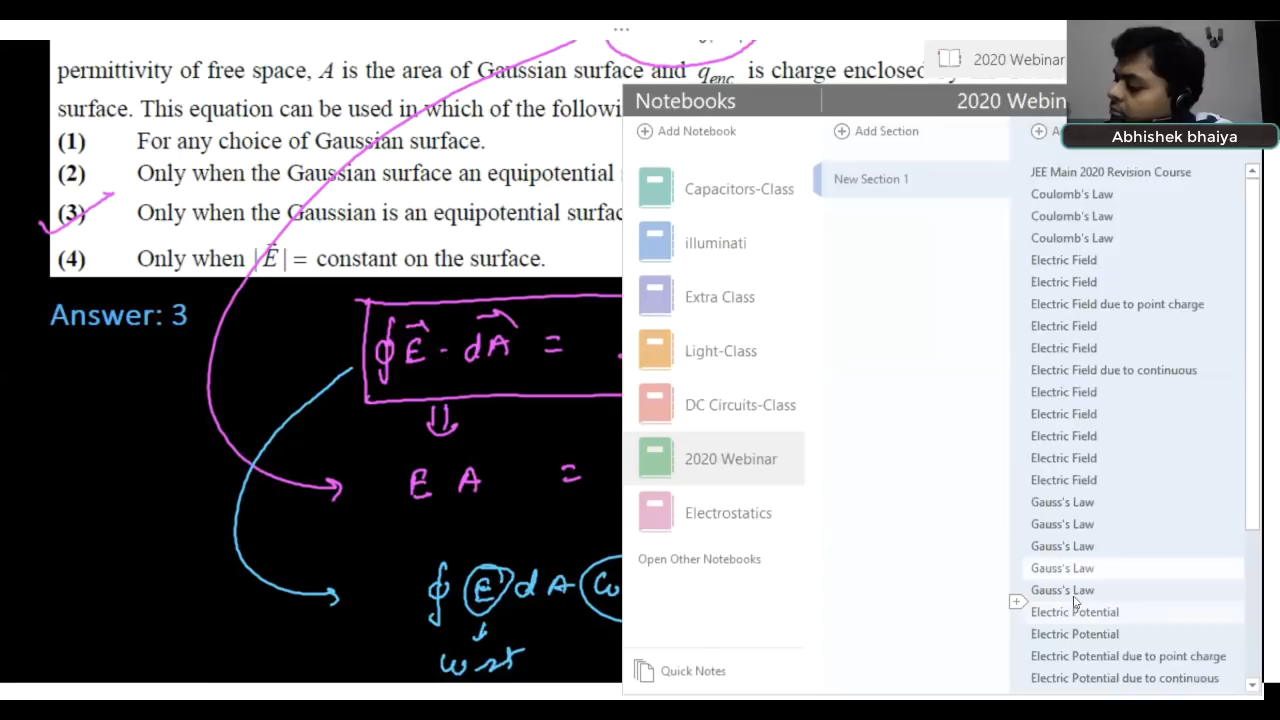 permittivity of free space, A is the area of Gaussian surface and q_enc is charge enclosed
surface. This equation can be used in which of the
(1) For any choice of Gaussian surface.
(2) Only when the Gaussian surface an equipotential
(3) Only when the Gaussian is an equipotential
(4) Only when |E⃗| = constant on the surface.
Answer: 3
∮ E⃗ · dA⃗ =
⇓
E A =
∮ E dA
↓
const
2020 Webinar
Notebooks
Abhishek bhaiya
Add Notebook
Add Section
Capacitors-Class
illuminati
Extra Class
Light-Class
DC Circuits-Class
2020 Webinar
Electrostatics
Open Other Notebooks
Quick Notes
New Section 1
JEE Main 2020 Revision Course
Coulomb's Law
Coulomb's Law
Coulomb's Law
Electric Field
Electric Field
Electric Field due to point charge
Electric Field
Electric Field
Electric Field due to continuous
Electric Field
Electric Field
Electric Field
Electric Field
Electric Field
Gauss's Law
Gauss's Law
Gauss's Law
Gauss's Law
Gauss's Law
Electric Potential
Electric Potential
Electric Potential due to point charge
Electric Potential due to continuous